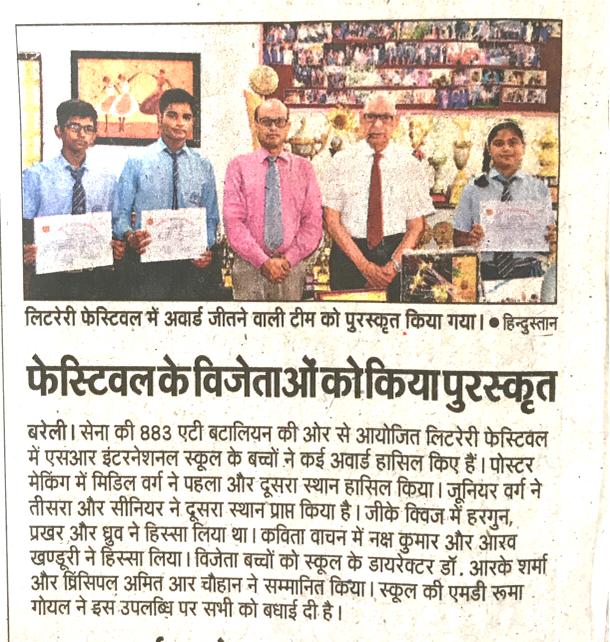 लिटरेरी फेस्टिवल में अवार्ड जीतने वाली टीम को पुरस्कृत किया गया। ● हिन्दुस्तान
फेस्टिवल के विजेताओं को किया पुरस्कृत
बरेली। सेना की 883 एटी बटालियन की ओर से आयोजित लिटरेरी फेस्टिवल
में एसआर इंटरनेशनल स्कूल के बच्चों ने कई अवार्ड हासिल किए हैं। पोस्टर
मेकिंग में मिडिल वर्ग ने पहला और दूसरा स्थान हासिल किया। जूनियर वर्ग ने
तीसरा और सीनियर ने दूसरा स्थान प्राप्त किया है। जीके क्विज में हरगुन,
प्रखर और ध्रुव ने हिस्सा लिया था। कविता वाचन में नक्ष कुमार और आरव
खण्डूरी ने हिस्सा लिया। विजेता बच्चों को स्कूल के डायरेक्टर डॉ. आरके शर्मा
और प्रिंसिपल अमित आर चौहान ने सम्मानित किया। स्कूल की एमडी रूमा
गोयल ने इस उपलब्धि पर सभी को बधाई दी है।